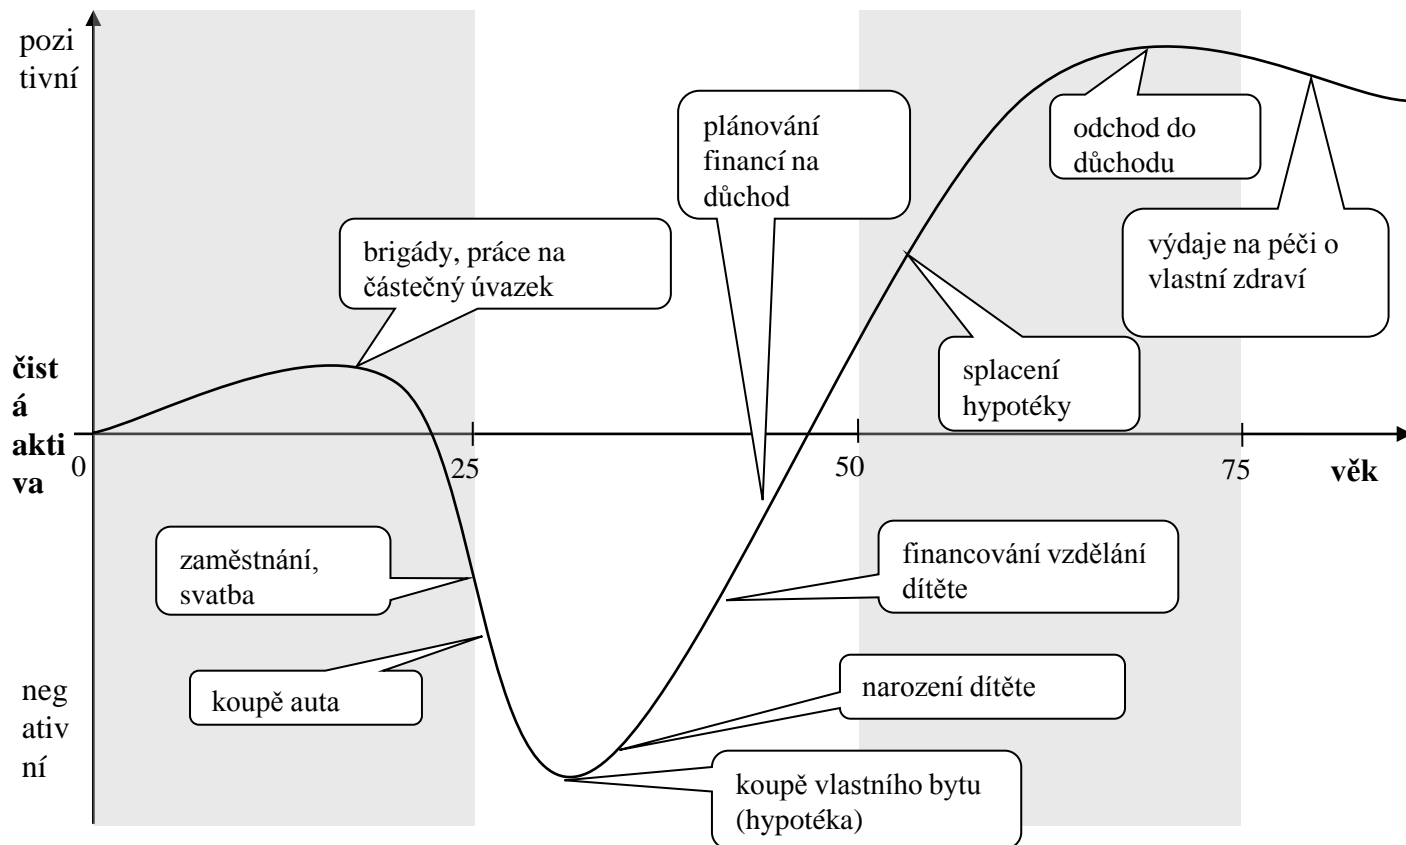 pozi
tivní
plánování
financí na
důchod
odchod do
důchodu
brigády, práce na
částečný úvazek
výdaje na péči o
vlastní zdraví
splacení
hypotéky
čist
á
akti
va
0
25
50
75
věk
zaměstnání,
svatba
financování vzdělání
dítěte
koupě auta
narození dítěte
neg
ativ
ní
koupě vlastního bytu
(hypotéka)